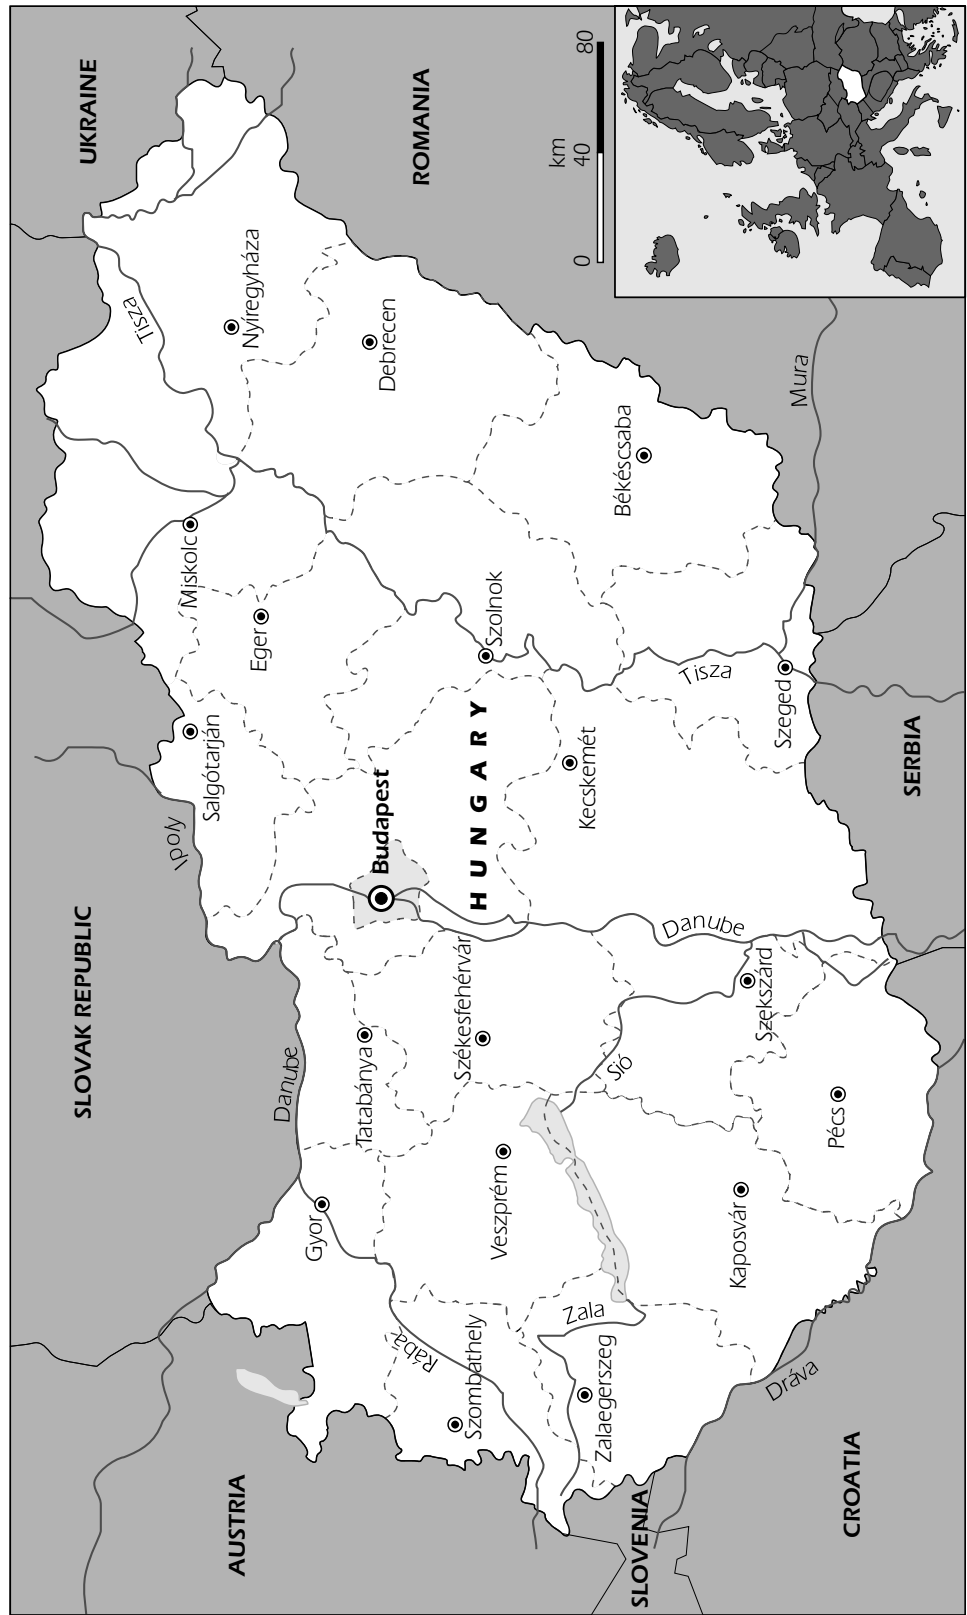 SLOVAK REPUBLIC
UKRAINE
AUSTRIA
ROMANIA
SLOVENIA
CROATIA
SERBIA
HUNGARY
Budapest
Ipoly
Tisza
Danube
Salgótarján
Miskolc
Eger
Nyíregyháza
Debrecen
Gyor
Tatabánya
Rába
Szombathely
Székesfehérvár
Veszprém
Szolnok
Zala
Zalaegerszeg
Sió
Kecskemét
Békéscsaba
Danube
Tisza
Kaposvár
Szekszárd
Szeged
Pécs
Dráva
Mura
km
0 40 80